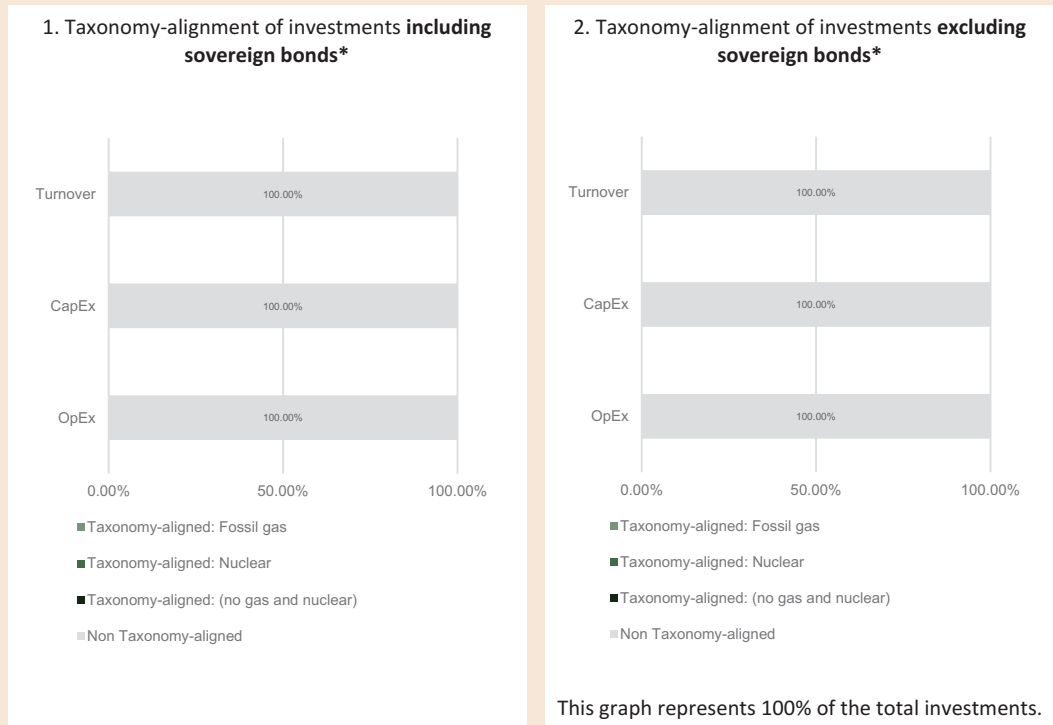 1. Taxonomy-alignment of investments including
sovereign bonds*
Turnover
100.00%
CapEx
100.00%
OpEx
100.00%
0.00%
50.00%
100.00%
Taxonomy-aligned: Fossil gas
Taxonomy-aligned: Nuclear
Taxonomy-aligned: (no gas and nuclear)
Non Taxonomy-aligned
2. Taxonomy-alignment of investments excluding
sovereign bonds*
Turnover
100.00%
CapEx
100.00%
OpEx
100.00%
0.00%
50.00%
100.00%
Taxonomy-aligned: Fossil gas
Taxonomy-aligned: Nuclear
Taxonomy-aligned: (no gas and nuclear)
Non Taxonomy-aligned
This graph represents 100% of the total investments.